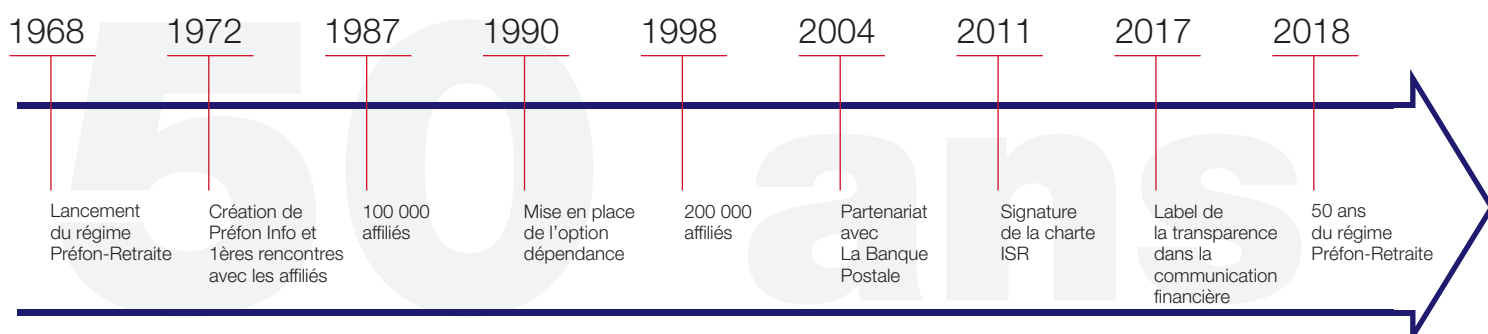 50 ans
1968
1972
1987
1990
1998
2004
2011
2017
2018
Lancement
du régime
Préfon-Retraite
Création de
Préfon Info et
1ères rencontres
avec les affiliés
100 000
affiliés
Mise en place
de l’option
dépendance
200 000
affiliés
Partenariat
avec
La Banque
Postale
Signature
de la charte
ISR
Label de
la transparence
dans la
communication
financière
50 ans
du régime
Préfon-Retraite